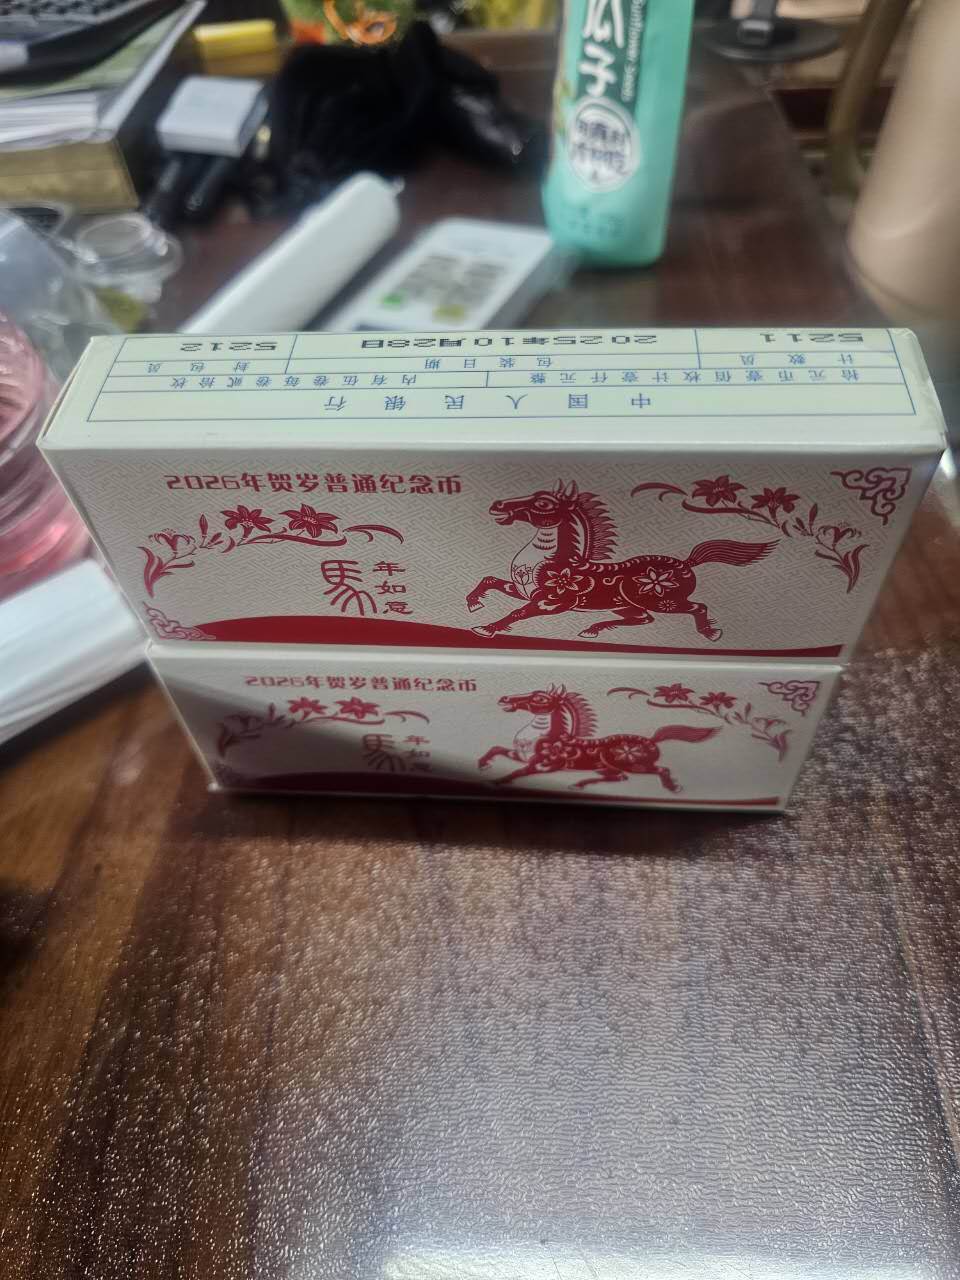 瓜子
中国人民银行
拾元币壹佰枚计壹仟元整 内有伍卷每卷贰拾枚
计数员 包装日期 封包员
5211 2025年10月28日 5212
2026年贺岁普通纪念币
馬年如意
2026年贺岁普通纪念币
馬年如意